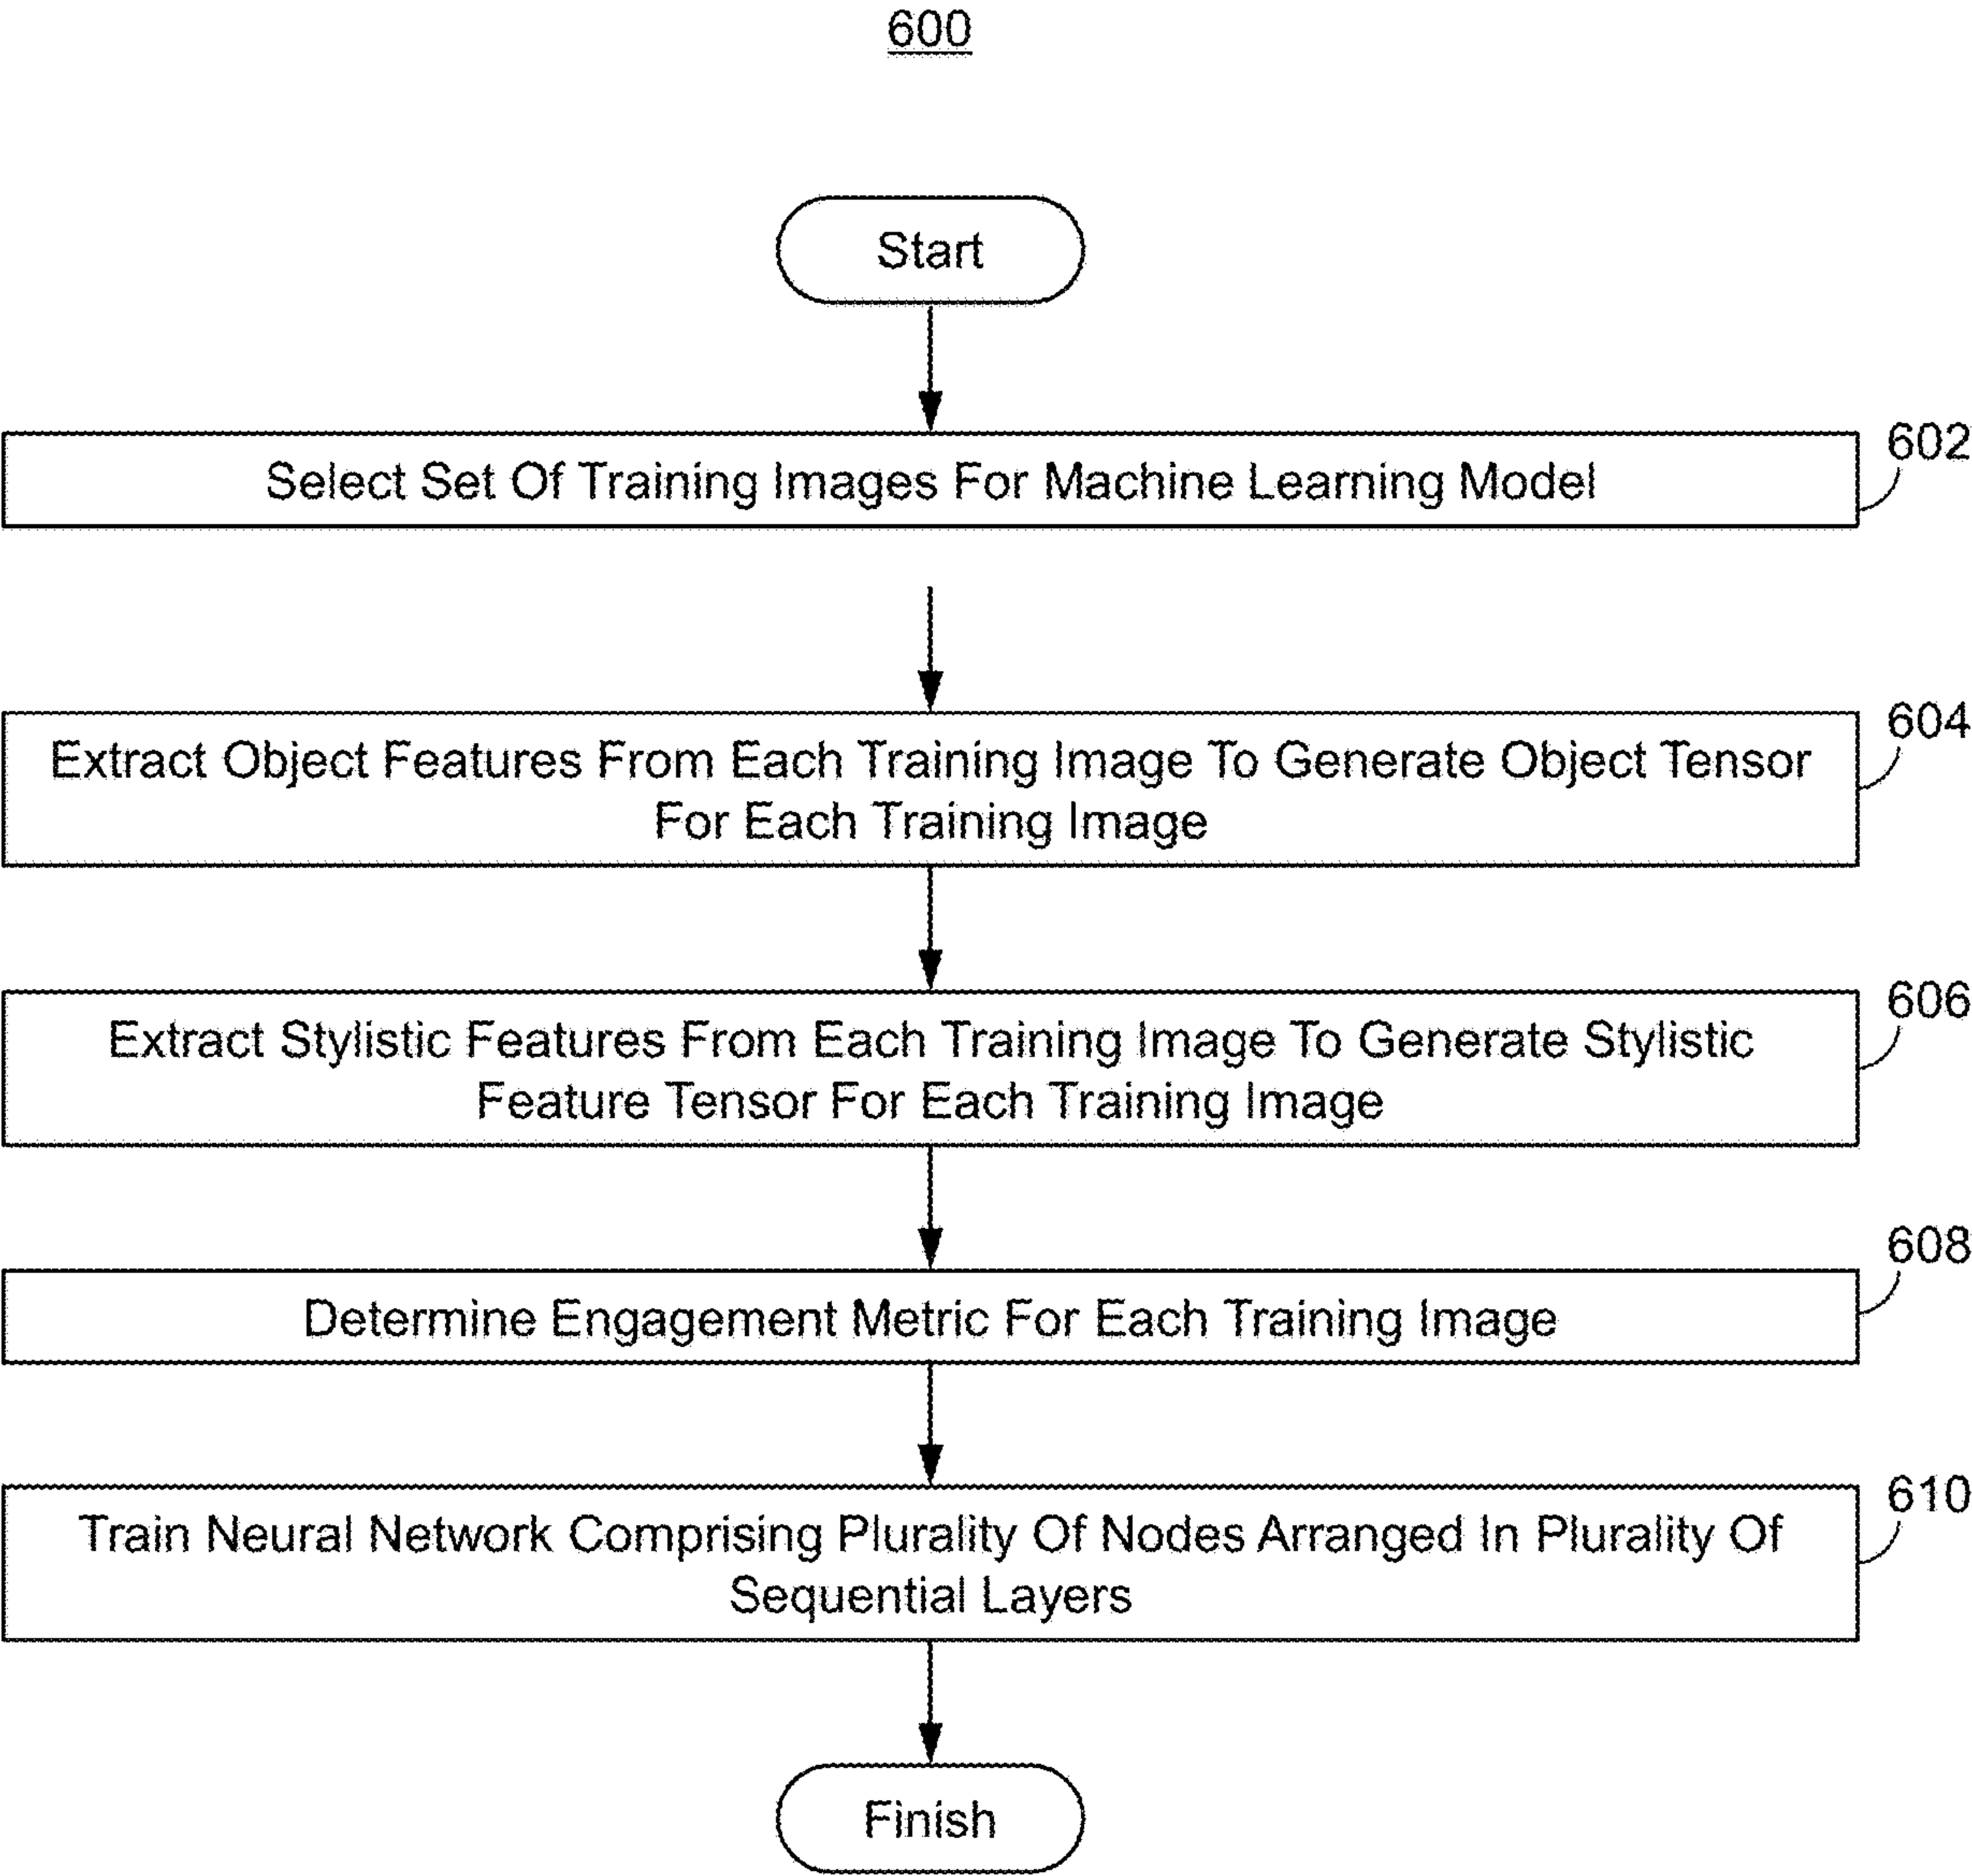 600
Start
Select Set Of Training Images For Machine Learning Model
602
Extract Object Features From Each Training Image To Generate Object Tensor
For Each Training Image
604
Extract Stylistic Features From Each Training Image To Generate Stylistic
Feature Tensor For Each Training Image
606
Determine Engagement Metric For Each Training Image
608
Train Neural Network Comprising Plurality Of Nodes Arranged In Plurality Of
Sequential Layers
610
Finish